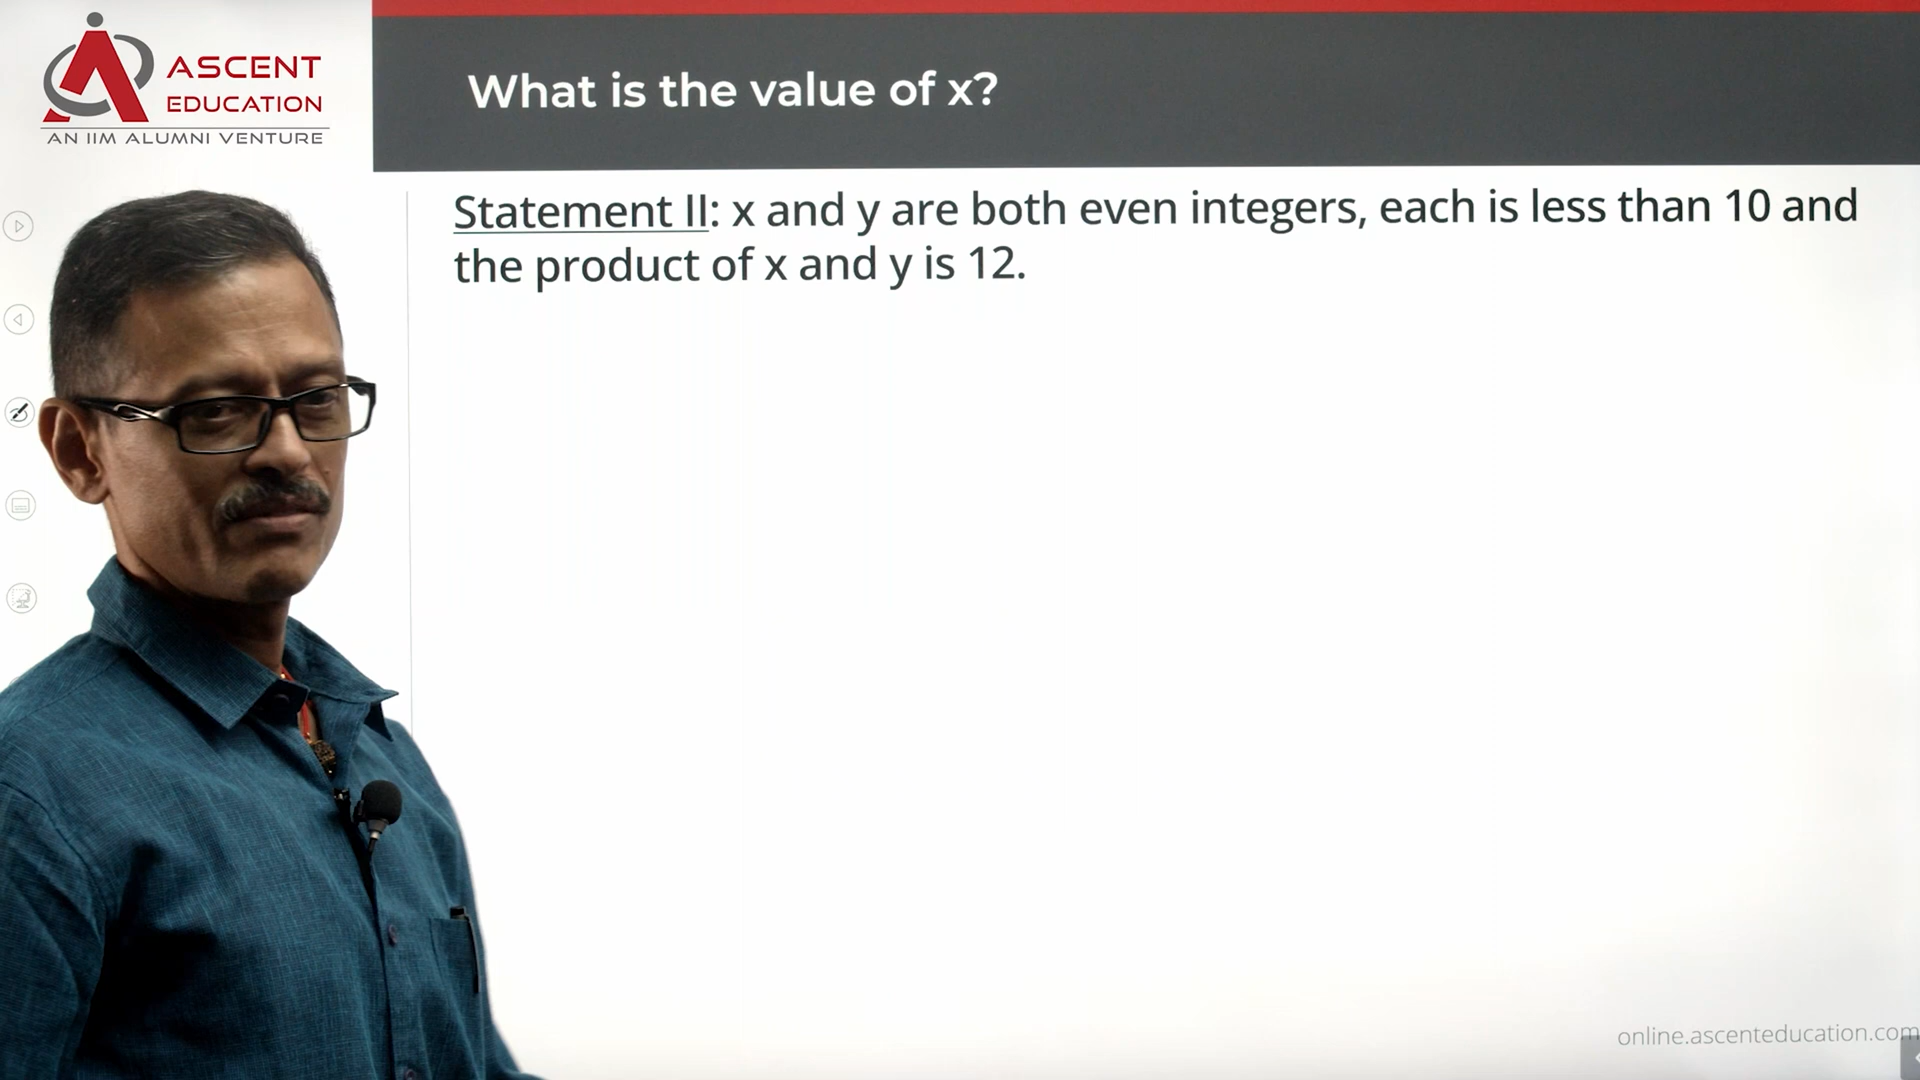 ASCENT
EDUCATION
AN IIM ALUMNI VENTURE
What is the value of x?
Statement II: x and y are both even integers, each is less than 10 and
the product of x and y is 12.
online.ascenteducation.com